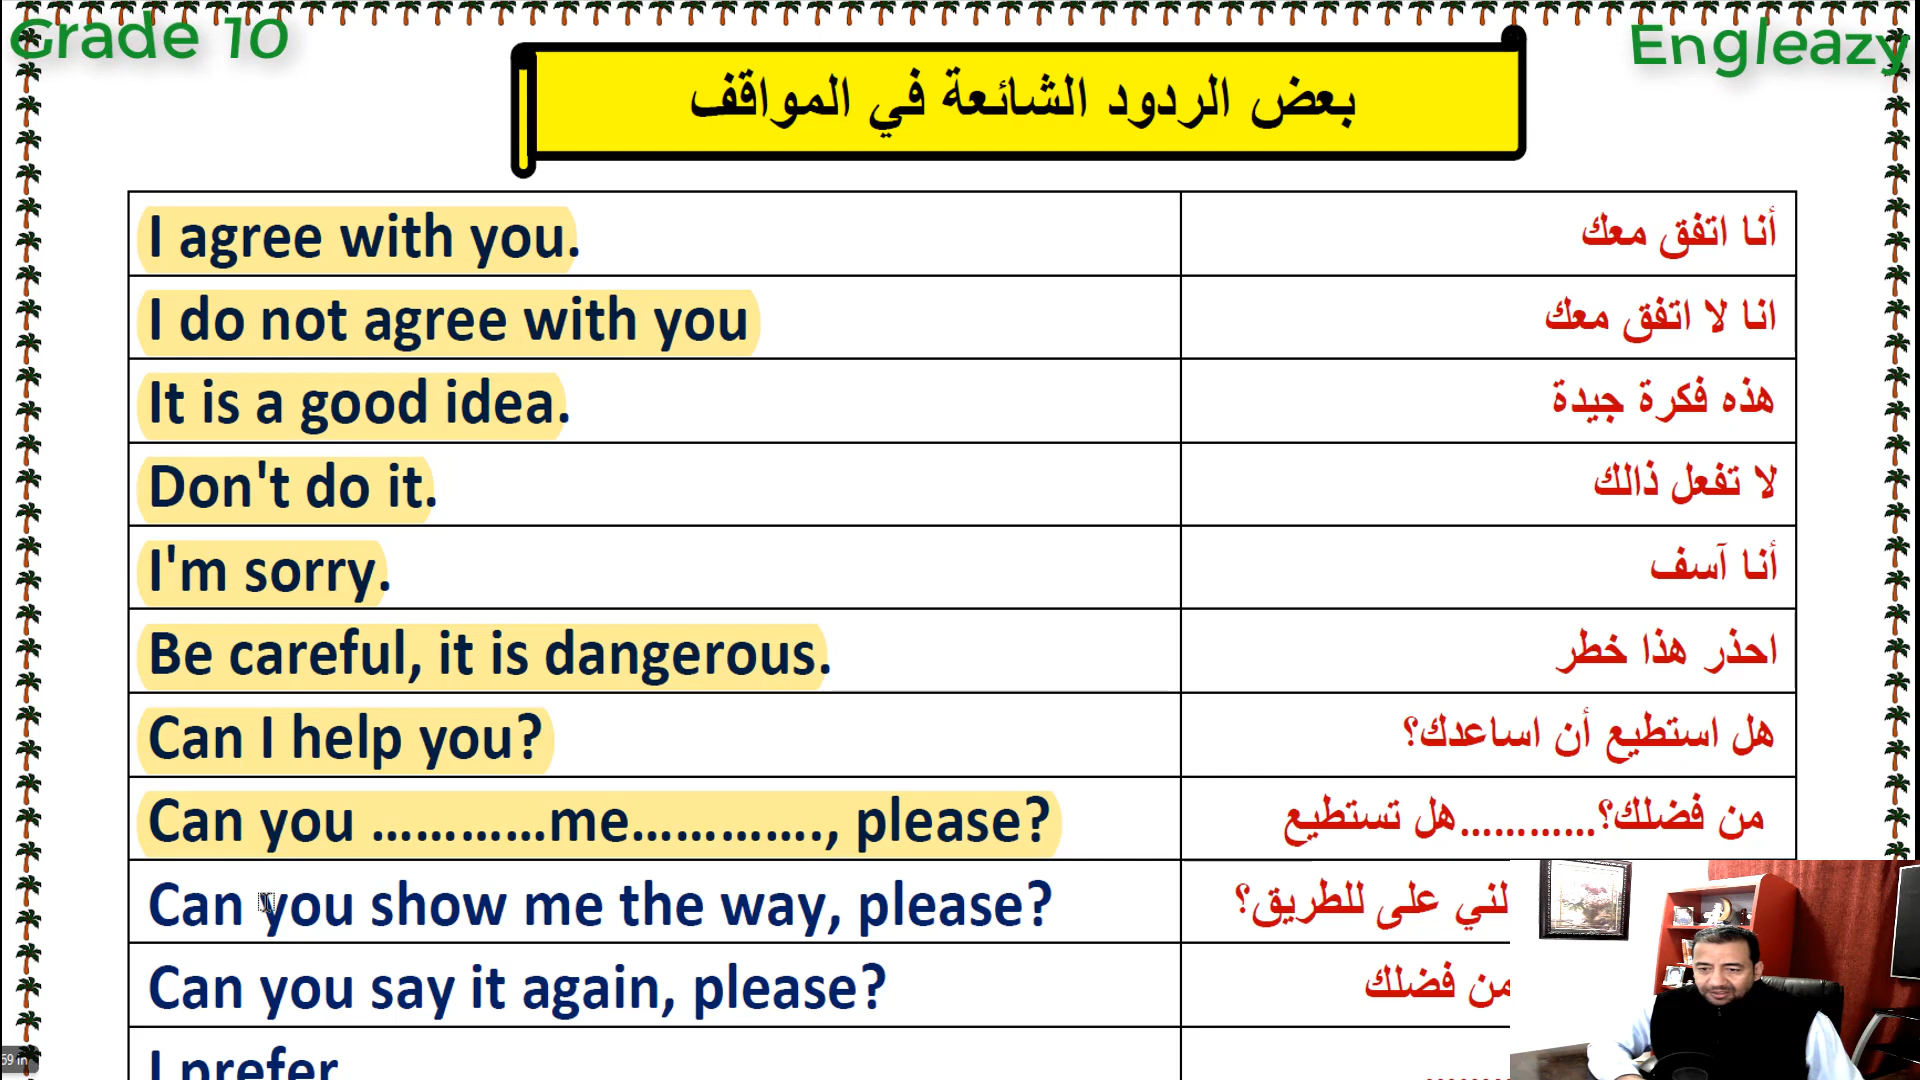 Grade 10
Engleazy
بعض الردود الشائعة في المواقف
I agree with you.
أنا اتفق معك
I do not agree with you
انا لا اتفق معك
It is a good idea.
هذه فكرة جيدة
Don't do it.
لا تفعل ذالك
I'm sorry.
أنا آسف
Be careful, it is dangerous.
احذر هذا خطر
Can I help you?
هل استطيع أن اساعدك؟
Can you ............me............., please?
من فضلك؟............هل تستطيع
Can you show me the way, please?
لني على للطريق؟
Can you say it again, please?
من فضلك
I prefer
59 in